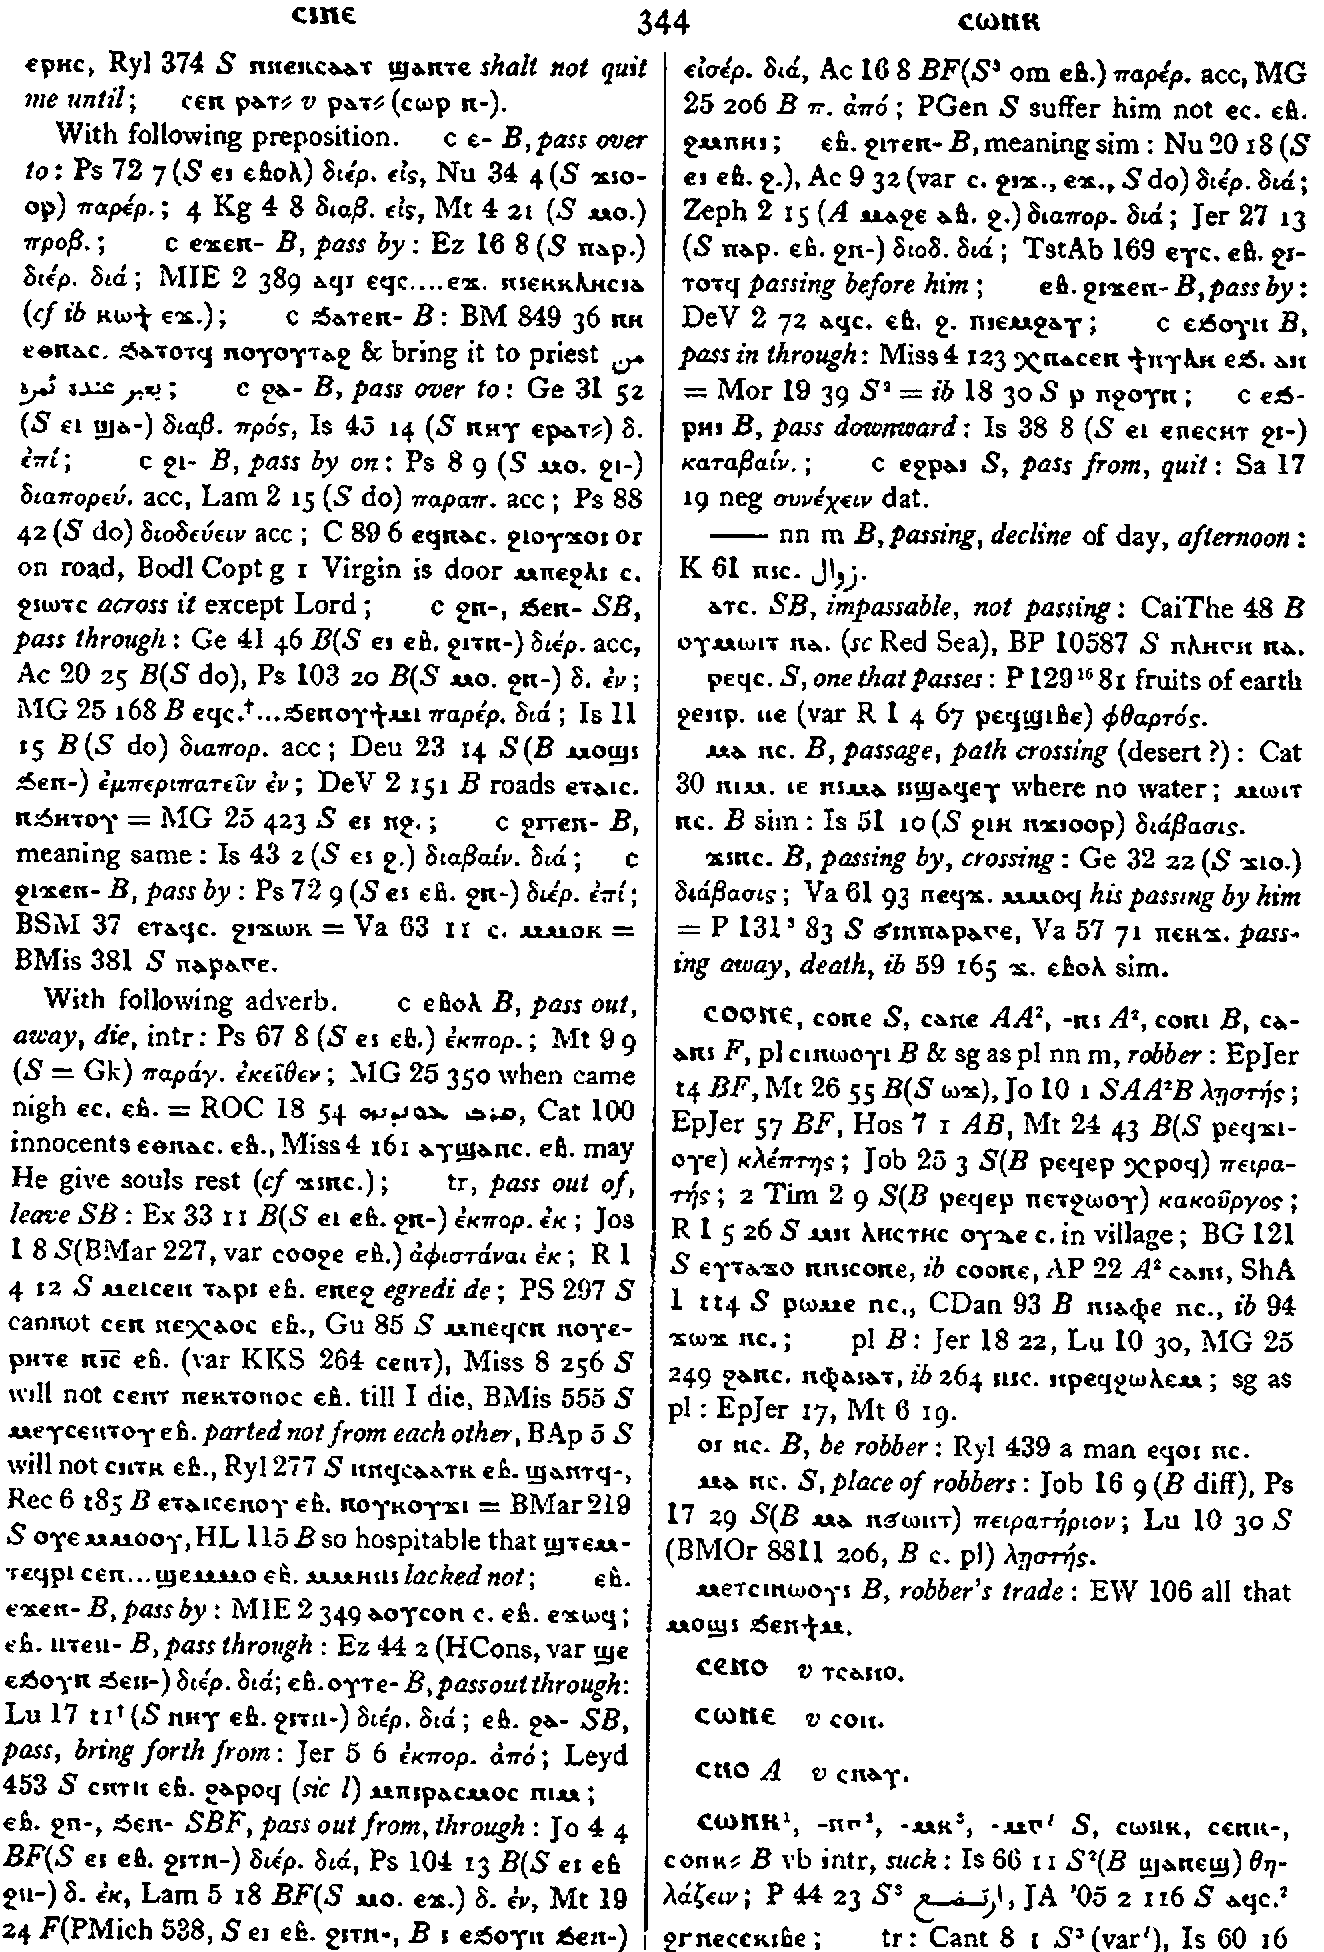 ⲥⲓⲛⲉ 344 ⲥⲱⲛⲕ
ⲉⲣⲏⲥ, Ryl 374 S ⲛⲛⲉⲕⲥⲁⲁⲧ ϣⲁⲛⲧⲉ shalt not quit
me until; ⲥⲉⲛ ⲣⲁⲧ⸗ v ⲣⲁⲧ⸗ (ⲥⲱⲣ ⲛ-).
With following preposition. ⲥ ⲉ- B, pass over
to: Ps 72 7 (S ⲉⲓ ⲉⲃⲟⲗ) διέρ. εἰς, Nu 34 4 (S ϫⲓⲟ-
ⲟⲣ) παρέρ.; 4 Kg 4 8 διαβ. εἰς, Mt 4 21 (S ⲙⲟ.)
προβ.; ⲥ ⲉϫⲉⲛ- B, pass by: Ez 16 8 (S ⲡⲁⲣ.)
διέρ. διά; MIE 2 389 ⲁϥⲓ ⲉϥⲥ....ⲉϫ. ⲡⲓⲉⲕⲕⲗⲏⲥⲓⲁ
(cf ib ⲕⲱϯ ⲉϫ.); ⲥ ϧⲁⲧⲉⲛ- B: BM 849 36 ⲡⲏ
ⲉⲑⲛⲁⲥ. ϧⲁⲧⲟⲧϥ ⲛⲟⲩⲟⲩⲧⲁϩ & bring it to priest
; ⲥ ϩⲁ- B, pass over to: Ge 31 52
(S ⲉⲓ ϣⲁ-) διαβ. πρός, Is 45 14 (S ⲛⲏⲩ ⲉⲣⲁⲧ⸗) δ.
ἐπί; ⲥ ϩⲓ- B, pass by on: Ps 8 9 (S ⲙⲟ. ϩⲓ-)
διαπορεύ. acc, Lam 2 15 (S do) παραπ. acc; Ps 88
42 (S do) διοδεύειν acc; C 89 6 ⲉϥⲛⲁⲥ. ϩⲓⲟⲩϫⲟⲓ or
on road, Bodl Copt g 1 Virgin is door ⲙⲡⲉϩⲗⲓ ⲥ.
ϩⲓⲱⲧⲥ across it except Lord; ⲥ ϩⲛ-, ϧⲉⲛ- SB,
pass through: Ge 41 46 B(S ⲉⲓ ⲉⲃ. ϩⲓⲧⲛ-) διέρ. acc,
Ac 20 25 B(S do), Ps 103 20 B(S ⲙⲟ. ϩⲛ-) δ. ἐν;
MG 25 168 B ⲉϥⲥ.†...ϧⲉⲛⲟⲩϯⲙⲓ παρέρ. διά; Is 11
15 B (S do) διαπορ. acc; Deu 23 14 S (B ⲙⲟϣⲓ
ϧⲉⲛ-) ἐμπεριπατεῖν ἐν; DeV 2 151 B roads ⲉⲧⲁⲓⲥ.
ⲛϧⲏⲧⲟⲩ = MG 25 423 S ⲉⲓ ⲛϩ.; ⲥ ϩⲓⲧⲉⲛ- B,
meaning same: Is 43 2 (S ⲉⲓ ϩ.) διαβαίν. διά; ⲥ
ϩⲓϫⲉⲛ- B, pass by: Ps 72 9 (S ⲉⲓ ⲉⲃ. ϩⲛ-) διέρ. ἐπί;
BSM 37 ⲉⲧⲁϥⲥ. ϩⲓϫⲱⲕ = Va 63 11 ⲥ. ⲙⲙⲟⲕ =
BMis 381 S ⲡⲁⲣⲁⲅⲉ.
With following adverb. ⲥ ⲉⲃⲟⲗ B, pass out,
away, die, intr: Ps 67 8 (S ⲉⲓ ⲉⲃ.) ἐκπορ.; Mt 9 9
(S = Gk) παράγ. ἐκεῖθεν; MG 25 350 when came
nigh ⲉⲥ. ⲉⲃ. = ROC 18 54 , Cat 100
innocents ⲉⲑⲛⲁⲥ. ⲉⲃ., Miss 4 161 ⲁⲩϣⲁⲛⲥ. ⲉⲃ. may
He give souls rest (cf ϫⲓⲛⲥ.); tr, pass out of,
leave SB: Ex 33 11 B(S ⲉⲓ ⲉⲃ. ϩⲛ-) ἐκπορ. ἐκ; Jos
1 8 S(BMar 227, var ⲥⲟⲟϩⲉ ⲉⲃ.) ἀφιστάναι ἐκ; R 1
4 12 S ⲙⲉⲓⲥⲉⲛ ⲧⲁⲣⲓ ⲉⲃ. ⲉⲛⲉϩ egredi de; PS 297 S
cannot ⲥⲉⲛ ⲛⲉⲭⲁⲟⲥ ⲉⲃ., Gu 85 S ⲙⲡⲉϥⲥⲛ ⲛⲟⲩⲉ-
ⲣⲏⲧⲉ ⲛⲓ̅ⲥ̅ ⲉⲃ. (var KKS 264 ⲥⲉⲛⲧ), Miss 8 256 S
will not ⲥⲉⲛⲧ ⲡⲉⲕⲧⲟⲡⲟⲥ ⲉⲃ. till I die, BMis 555 S
ⲙⲉⲩⲥⲉⲛⲧⲟⲩ ⲉⲃ. parted not from each other, BAp 5 S
will not ⲥⲛⲧⲕ ⲉⲃ., Ryl 277 S ⲛⲛϥⲥⲁⲁⲧⲕ ⲉⲃ. ϣⲁⲛⲧϥ-,
Rec 6 185 B ⲉⲧⲁⲓⲥⲉⲛⲟⲩ ⲉⲃ. ⲛⲟⲩⲕⲟⲩϫⲓ = BMar 219
S ⲟⲩⲉ ⲙⲙⲟⲟⲩ, HL 115 B so hospitable that ϣⲧⲉⲙ-
ⲧⲉϥⲣⲓ ⲥⲉⲛ...ϣⲉⲙⲙⲟ ⲉⲃ. ⲙⲙⲏⲓⲛⲓ lacked not; ⲉⲃ.
ⲉϫⲉⲛ- B, pass by: MIE 2 349 ⲁⲟⲩⲥⲟⲛ ⲥ. ⲉⲃ. ⲉϫⲱϥ;
ⲉⲃ. ⲛⲧⲉⲛ- B, pass through: Ez 44 2 (HCons, var ϣⲉ
ⲉϧⲟⲩⲛ ϧⲉⲛ-) διέρ. διά; ⲉⲃ. ⲟⲩⲧⲉ- B, pass out through:
Lu 17 11† (S ⲛⲏⲩ ⲉⲃ. ϩⲓⲧⲛ-) διέρ. διά; ⲉⲃ. ϩⲁ- SB,
pass, bring forth from: Jer 5 6 ἐκπορ. ἀπό; Leyd
453 S ⲥⲛⲧⲛ ⲉⲃ. ϩⲁⲣⲟϥ (sic l) ⲙⲡⲓⲣⲁⲥⲙⲟⲥ ⲛⲓⲙ;
ⲉⲃ. ϩⲛ-, ϧⲉⲛ- SBF, pass out from, through: Jo 4 4
BF(S ⲉⲓ ⲉⲃ. ϩⲓⲧⲛ-) διέρ. διά, Ps 104 13 B(S ⲉⲓ ⲉⲃ
ϩⲛ-) δ. ἐκ, Lam 5 18 BF(S ⲙⲟ. ⲉϫ.) δ. ἐν, Mt 19
24 F(PMich 538, S ⲉⲓ ⲉⲃ. ϩⲓⲧⲛ-, B ⲓ ⲉϧⲟⲩⲛ ϧⲉⲛ-)
εἰσέρ. διά, Ac 16 8 BF(S³ om ⲉⲃ.) παρέρ. acc, MG
25 206 B π. ἀπό; PGen S suffer him not ⲉⲥ. ⲉⲃ.
ϩⲙⲡⲏⲓ; ⲉⲃ. ϩⲓⲧⲉⲛ- B, meaning sim: Nu 20 18 (S
ⲉⲓ ⲉⲃ. ϩ.), Ac 9 32 (var ⲥ. ϩⲓϫ., ⲉϫ., S do) διέρ. διά;
Zeph 2 15 (A ⲙⲁϩⲉ ⲁⲃ. ϩ.) διαπορ. διά; Jer 27 13
(S ⲡⲁⲣ. ⲉⲃ. ϩⲛ-) διοδ. διά; TstAb 169 ⲉⲩⲥ. ⲉⲃ. ϩⲓ-
ⲧⲟⲧϥ passing before him; ⲉⲃ. ϩⲓϫⲉⲛ- B, pass by:
DeV 2 72 ⲁϥⲥ. ⲉⲃ. ϩ. ⲡⲓⲉⲙϩⲁⲩ; ⲥ ⲉϧⲟⲩⲛ B,
pass in through: Miss 4 123 ⲭⲛⲁⲥⲉⲛ ϯⲡⲩⲗⲏ ⲉϧ. ⲁⲛ
= Mor 19 39 S² = ib 18 30 S ⲣ ⲡϩⲟⲩⲛ; ⲥ ⲉϧ-
ⲣⲏⲓ B, pass downward: Is 38 8 (S ⲉⲓ ⲉⲡⲉⲥⲏⲧ ϩⲓ-)
καταβαίν.; ⲥ ⲉϩⲣⲁⲓ S, pass from, quit: Sa 17
19 neg συνέχειν dat.
—— nn m B, passing, decline of day, afternoon:
K 61 ⲡⲓⲥ. زوال.
ⲁⲧⲥ. SB, impassable, not passing: CaiThe 48 B
ⲟⲩⲙⲱⲓⲧ ⲛⲁ. (sc Red Sea), BP 10587 S ⲡⲗⲏⲅⲏ ⲛⲁ.
ⲣⲉϥⲥ. S, one that passes: P 129¹⁶ 81 fruits of earth
ϩⲉⲛⲣ. ⲛⲉ (var R 1 4 67 ⲣⲉϥϣⲓⲃⲉ) φθαρτός.
ⲙⲁ ⲛⲥ. B, passage, path crossing (desert?): Cat
30 ⲡⲓⲙ. ⲓⲉ ⲡⲓⲙⲁ ⲛϣⲁϥⲉⲩ where no water; ⲙⲱⲓⲧ
ⲛⲥ. B sim: Is 51 10 (S ϩⲓⲏ ⲛϫⲓⲟⲟⲣ) διάβασις.
ϫⲓⲛⲥ. B, passing by, crossing: Ge 32 22 (S ϫⲓⲟ.)
διάβασις; Va 61 93 ⲡⲉϥϫ. ⲙⲙⲟϥ his passing by him
= P 131³ 83 S ϭⲓⲛⲡⲁⲣⲁⲅⲉ, Va 57 71 ⲡⲉⲕϫ. pass-
ing away, death, ib 59 165 ϫ. ⲉⲃⲟⲗ sim.
ⲥⲟⲟⲛⲉ, ⲥⲟⲛⲉ S, ⲥⲁⲛⲉ AA², -ⲛⲓ A², ⲥⲟⲛⲓ B, ⲥⲁ-
ⲁⲛⲓ F, pl ⲥⲓⲛⲱⲟⲩⲓ B & sg as pl nn m, robber: EpJer
14 BF, Mt 26 55 B(S ⲱϫ), Jo 10 1 SAA²B λῃστής;
EpJer 57 BF, Hos 7 1 AB, Mt 24 43 B(S ⲣⲉϥϫⲓ-
ⲟⲩⲉ) κλέπτης; Job 25 3 S(B ⲣⲉϥⲉⲣ ⲭⲣⲟϥ) πειρα-
τής; 2 Tim 2 9 S(B ⲣⲉϥⲉⲣ ⲡⲉⲧϩⲱⲟⲩ) κακοῦργος;
R 1 5 26 S ⲙⲛ ⲗⲏⲥⲧⲏⲥ ⲟⲩⲇⲉ ⲥ. in village; BG 121
S ⲉⲩⲧⲁϫⲟ ⲛⲛⲓⲥⲟⲛⲉ, ib ⲥⲟⲟⲛⲉ, AP 22 A² ⲥⲁⲛⲓ, ShA
1 114 S ⲣⲱⲙⲉ ⲛⲥ., CDan 93 B ⲛⲓⲁⲫⲉ ⲛⲥ., ib 94
ϫⲱϫ ⲛⲥ.; pl B: Jer 18 22, Lu 10 30, MG 25
249 ϩⲁⲛⲥ. ⲛⲫⲁⲓⲁⲧ, ib 264 ⲛⲓⲥ. ⲛⲣⲉϥϩⲱⲗⲉⲙ; sg as
pl: EpJer 17, Mt 6 19.
ⲟⲓ ⲛⲥ. B, be robber: Ryl 439 a man ⲉϥⲟⲓ ⲛⲥ.
ⲙⲁ ⲛⲥ. S, place of robbers: Job 16 9 (B diff), Ps
17 29 S(B ⲙⲁ ⲛϭⲱⲛⲧ) πειρατήριον; Lu 10 30 S
(BMOr 8811 206, B ⲥ. pl) λῃστής.
ⲙⲉⲧⲥⲓⲛⲱⲟⲩⲓ B, robber's trade: EW 106 all that
ⲙⲟϣⲓ ϧⲉⲛϯⲙ.
ⲥⲉⲛⲟ v ⲧⲥⲁⲛⲟ.
ⲥⲱⲛⲉ v ⲥⲟⲛ.
ⲥⲛⲟ A v ⲥⲛⲁⲩ.
ⲥⲱⲛⲕ¹, -ⲛⲅ², -ⲙⲕ³, -ⲙⲅ⁴ S, ⲥⲱⲛⲕ, ⲥⲉⲛⲕ-,
ⲥⲟⲛⲕ⸗ B vb intr, suck: Is 66 11 S²(B ϣⲁⲛⲉϣ) θη-
λάζειν; P 44 23 S³ , JA '05 2 116 S ⲁϥⲥ.²
ϩⲓⲛⲉⲥⲉⲕⲓⲃⲉ; tr: Cant 8 1 S³ (var⁴), Is 60 16